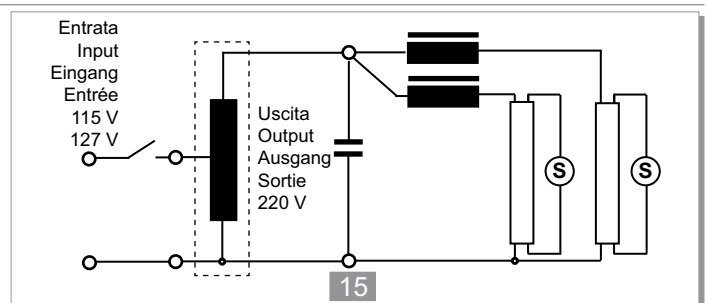 Entrata
Input
Eingang
Entrée
115 V
127 V
Uscita
Output
Ausgang
Sortie
220 V
S
S
15